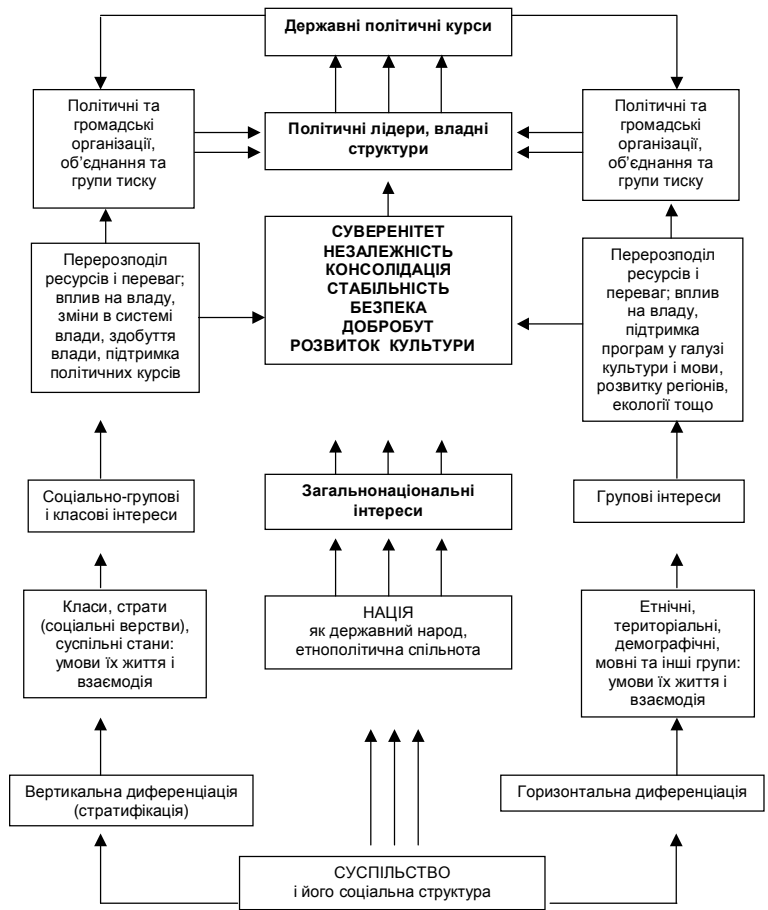 Державні політичні курси
Політичні та
громадські
організації,
об’єднання та
групи тиску
Політичні лідери, владні
структури
Політичні та
громадські
організації,
об’єднання та
групи тиску
Перерозподіл
ресурсів і переваг;
вплив на владу,
зміни в системі
влади, здобуття
влади, підтримка
політичних курсів
СУВЕРЕНІТЕТ
НЕЗАЛЕЖНІСТЬ
КОНСОЛІДАЦІЯ
СТАБІЛЬНІСТЬ
БЕЗПЕКА
ДОБРОБУТ
РОЗВИТОК КУЛЬТУРИ
Перерозподіл
ресурсів і
переваг; вплив
на владу,
підтримка
програм у галузі
культури і мови,
розвитку регіонів,
екології тощо
Соціально-групові
і класові інтереси
Загальнонаціональні
інтереси
Групові інтереси
Класи, страти
(соціальні верстви),
суспільні стани:
умови їх життя і
взаємодія
НАЦІЯ
як державний народ,
етнополітична спільнота
Етнічні,
територіальні,
демографічні,
мовні та інші групи:
умови їх життя і
взаємодія
Вертикальна диференціація
(стратифікація)
Горизонтальна диференціація
СУСПІЛЬСТВО
і його соціальна структура